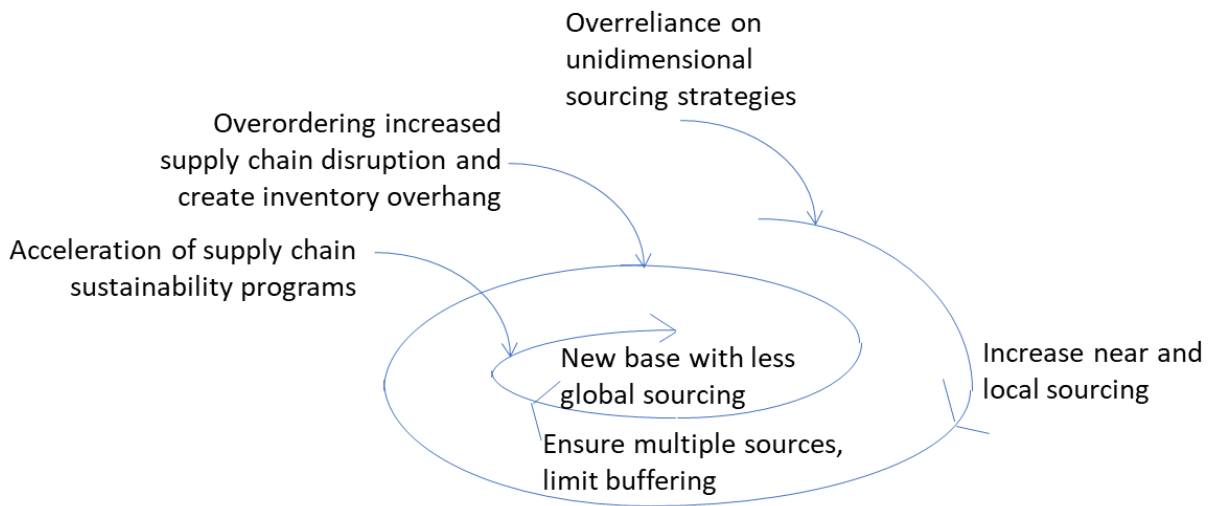 Overreliance on
unidimensional
sourcing strategies
Overordering increased
supply chain disruption and
create inventory overhang
Acceleration of supply chain
sustainability programs
New base with less
global sourcing
Increase near and
local sourcing
Ensure multiple sources,
limit buffering